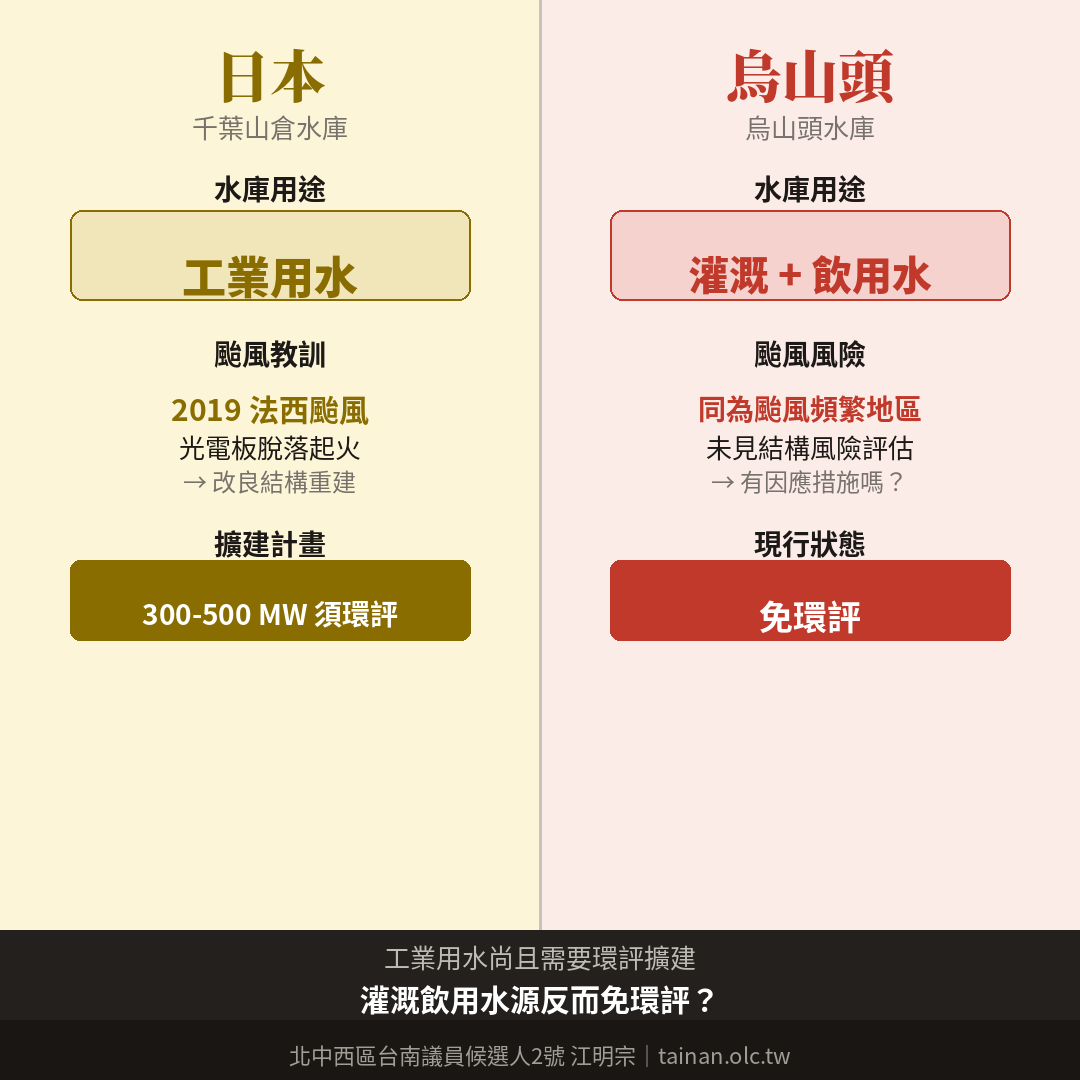 日本
千葉山倉水庫
水庫用途
工業用水
颱風教訓
2019 法西颱風
光電板脫落起火
→ 改良結構重建
擴建計畫
300-500 MW 須環評
烏山頭
烏山頭水庫
水庫用途
灌溉 + 飲用水
颱風風險
同為颱風頻繁地區
未見結構風險評估
→ 有因應措施嗎？
現行狀態
免環評
工業用水尚且需要環評擴建
灌溉飲用水源反而免環評？
北中西區台南議員候選人2號 江明宗｜tainan.olc.tw